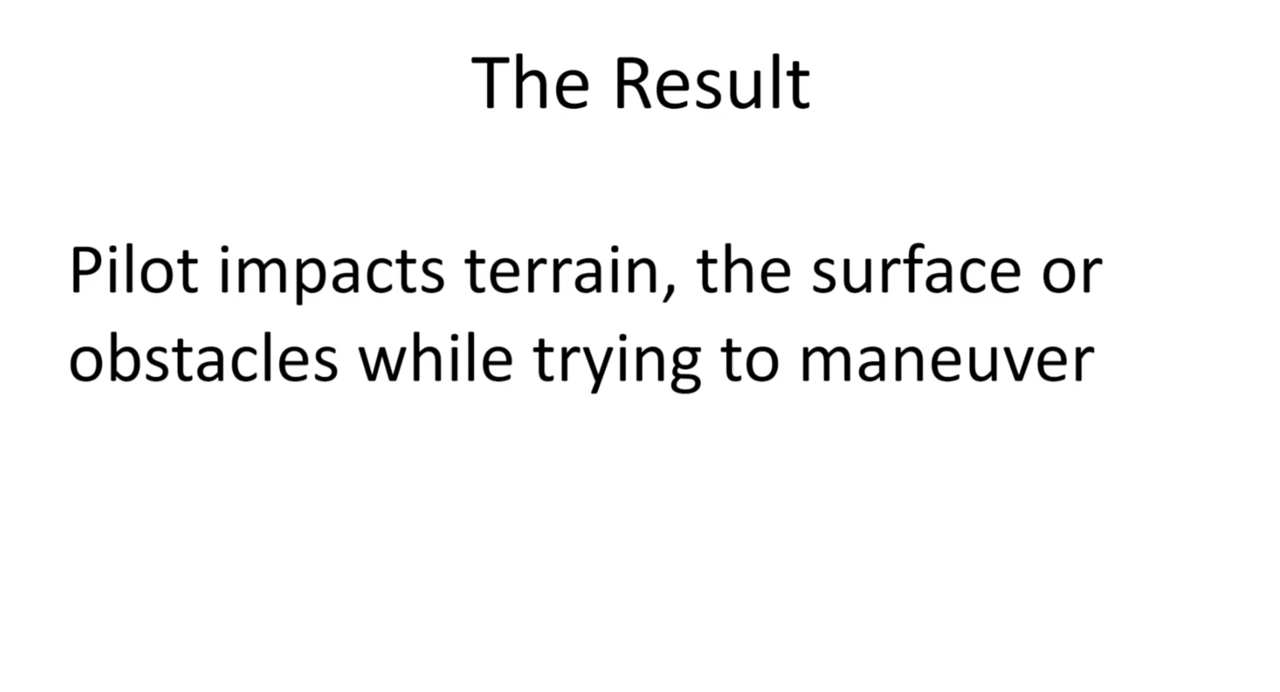 The Result
Pilot impacts terrain, the surface or
obstacles while trying to maneuver